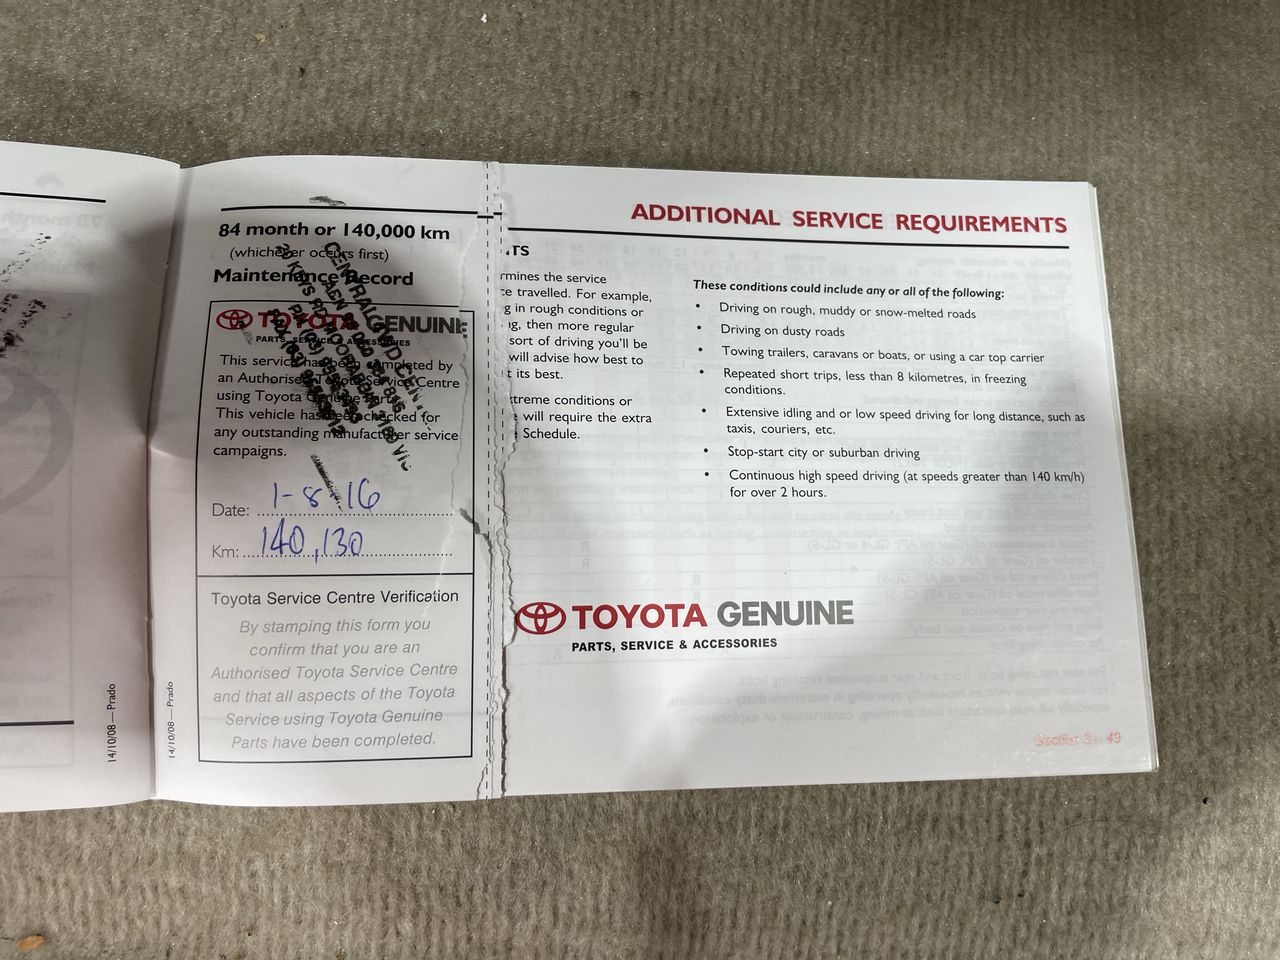 84 month or 140,000 km
(whichever occurs first)
Maintenance Record
TOYOTA GENUINE
PARTS, SERVICE & ACCESSORIES
This service has been completed by
an Authorised Toyota Service Centre
using Toyota Genuine Parts.
This vehicle has been checked for
any outstanding manufacturer service
campaigns.
Date: 1-8-16
Km: 140,130
Toyota Service Centre Verification
By stamping this form you
confirm that you are an
Authorised Toyota Service Centre
and that all aspects of the Toyota
Service using Toyota Genuine
Parts have been completed.
14/10/08 — Prado
14/10/08 — Prado
ADDITIONAL SERVICE REQUIREMENTS
NTS
rmines the service
ce travelled. For example,
g in rough conditions or
ng, then more regular
sort of driving you'll be
will advise how best to
t its best.
xtreme conditions or
will require the extra
Schedule.
These conditions could include any or all of the following:
• Driving on rough, muddy or snow-melted roads
• Driving on dusty roads
• Towing trailers, caravans or boats, or using a car top carrier
• Repeated short trips, less than 8 kilometres, in freezing
conditions.
• Extensive idling and or low speed driving for long distance, such as
taxis, couriers, etc.
• Stop-start city or suburban driving
• Continuous high speed driving (at speeds greater than 140 km/h)
for over 2 hours.
TOYOTA GENUINE
PARTS, SERVICE & ACCESSORIES
Section 3 - 49